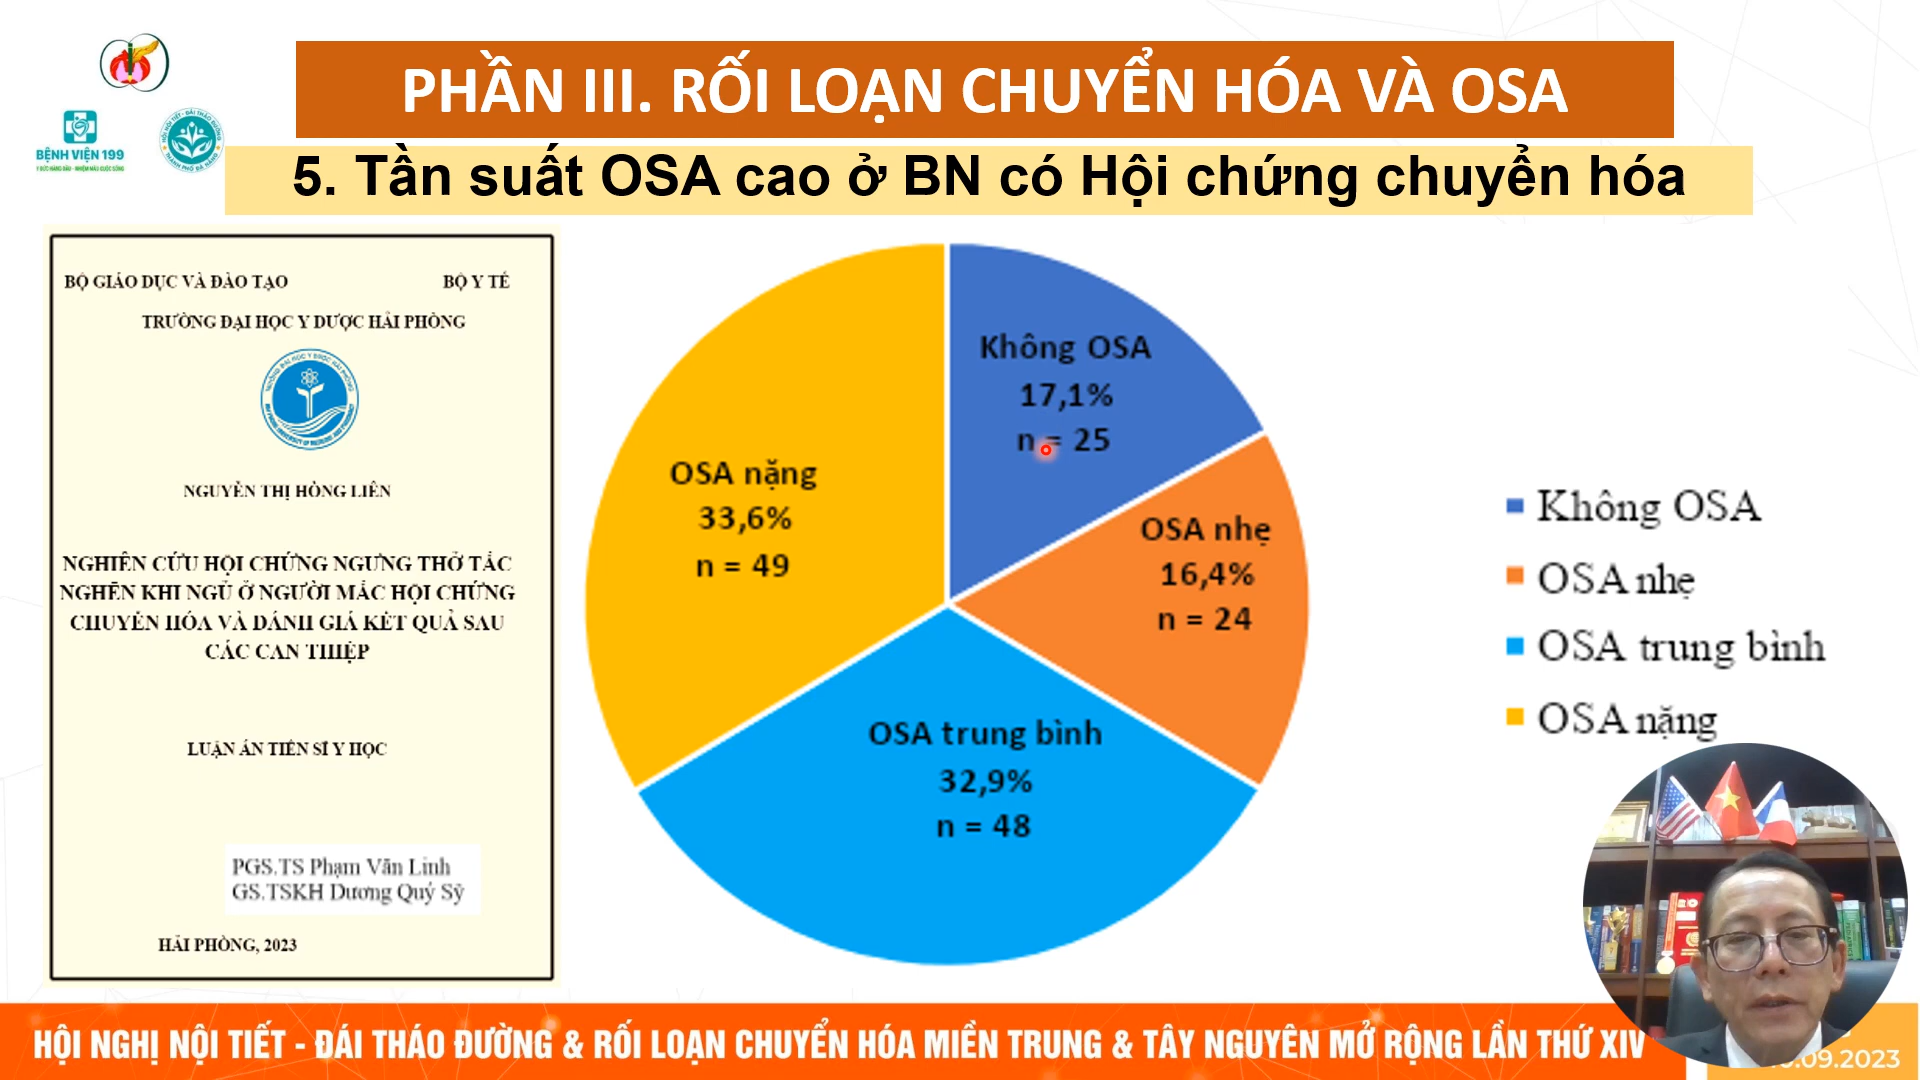 PHẦN III. RỐI LOẠN CHUYỂN HÓA VÀ OSA
BỆNH VIỆN 199
5. Tần suất OSA cao ở BN có Hội chứng chuyển hóa
BỘ GIÁO DỤC VÀ ĐÀO TẠO BỘ Y TẾ
TRƯỜNG ĐẠI HỌC Y DƯỢC HẢI PHÒNG
NGUYỄN THỊ HỒNG LIÊN
NGHIÊN CỨU HỘI CHỨNG NGƯNG THỞ TẮC
NGHẼN KHI NGỦ Ở NGƯỜI MẮC HỘI CHỨNG
CHUYỂN HÓA VÀ ĐÁNH GIÁ KẾT QUẢ SAU
CÁC CAN THIỆP
LUẬN ÁN TIẾN SĨ Y HỌC
PGS.TS Phạm Văn Linh
GS.TSKH Dương Quý Sỹ
HẢI PHÒNG, 2023
Không OSA
17,1%
n = 25
OSA nhẹ
16,4%
n = 24
OSA trung bình
32,9%
n = 48
OSA nặng
33,6%
n = 49
Không OSA
OSA nhẹ
OSA trung bình
OSA nặng
HỘI NGHỊ NỘI TIẾT - ĐÁI THÁO ĐƯỜNG & RỐI LOẠN CHUYỂN HÓA MIỀN TRUNG & TÂY NGUYÊN MỞ RỘNG LẦN THỨ XIV
.09.2023